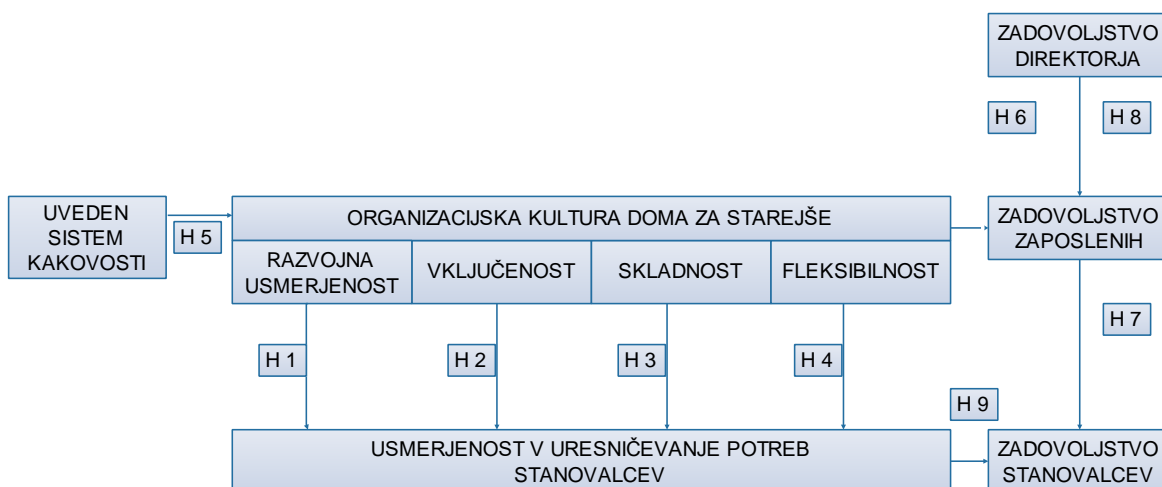 ZADOVOLJSTVO
DIREKTORJA
H 6
H 8
UVEDEN
SISTEM
KAKOVOSTI
H 5
ORGANIZACIJSKA KULTURA DOMA ZA STAREJŠE
RAZVOJNA
USMERJENOST
VKLJUČENOST
SKLADNOST
FLEKSIBILNOST
ZADOVOLJSTVO
ZAPOSLENIH
H 1
H 2
H 3
H 4
H 7
H 9
USMERJENOST V URESNIČEVANJE POTREB
STANOVALCEV
ZADOVOLJSTVO
STANOVALCEV